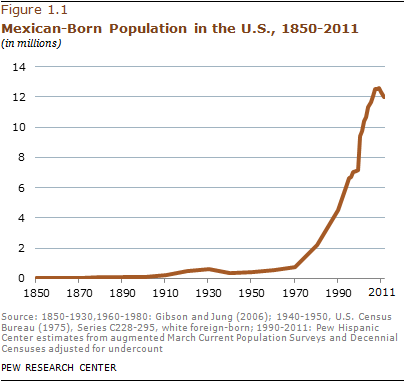 Figure 1.1
Mexican-Born Population in the U.S., 1850-2011
(in millions)
14
12
10
8
6
4
2
0
1850 1870 1890 1910 1930 1950 1970 1990 2011
Source: 1850-1930,1960-1980: Gibson and Jung (2006); 1940-1950, U.S. Census
Bureau (1975), Series C228-295, white foreign-born; 1990-2011: Pew Hispanic
Center estimates from augmented March Current Population Surveys and Decennial
Censuses adjusted for undercount
PEW RESEARCH CENTER